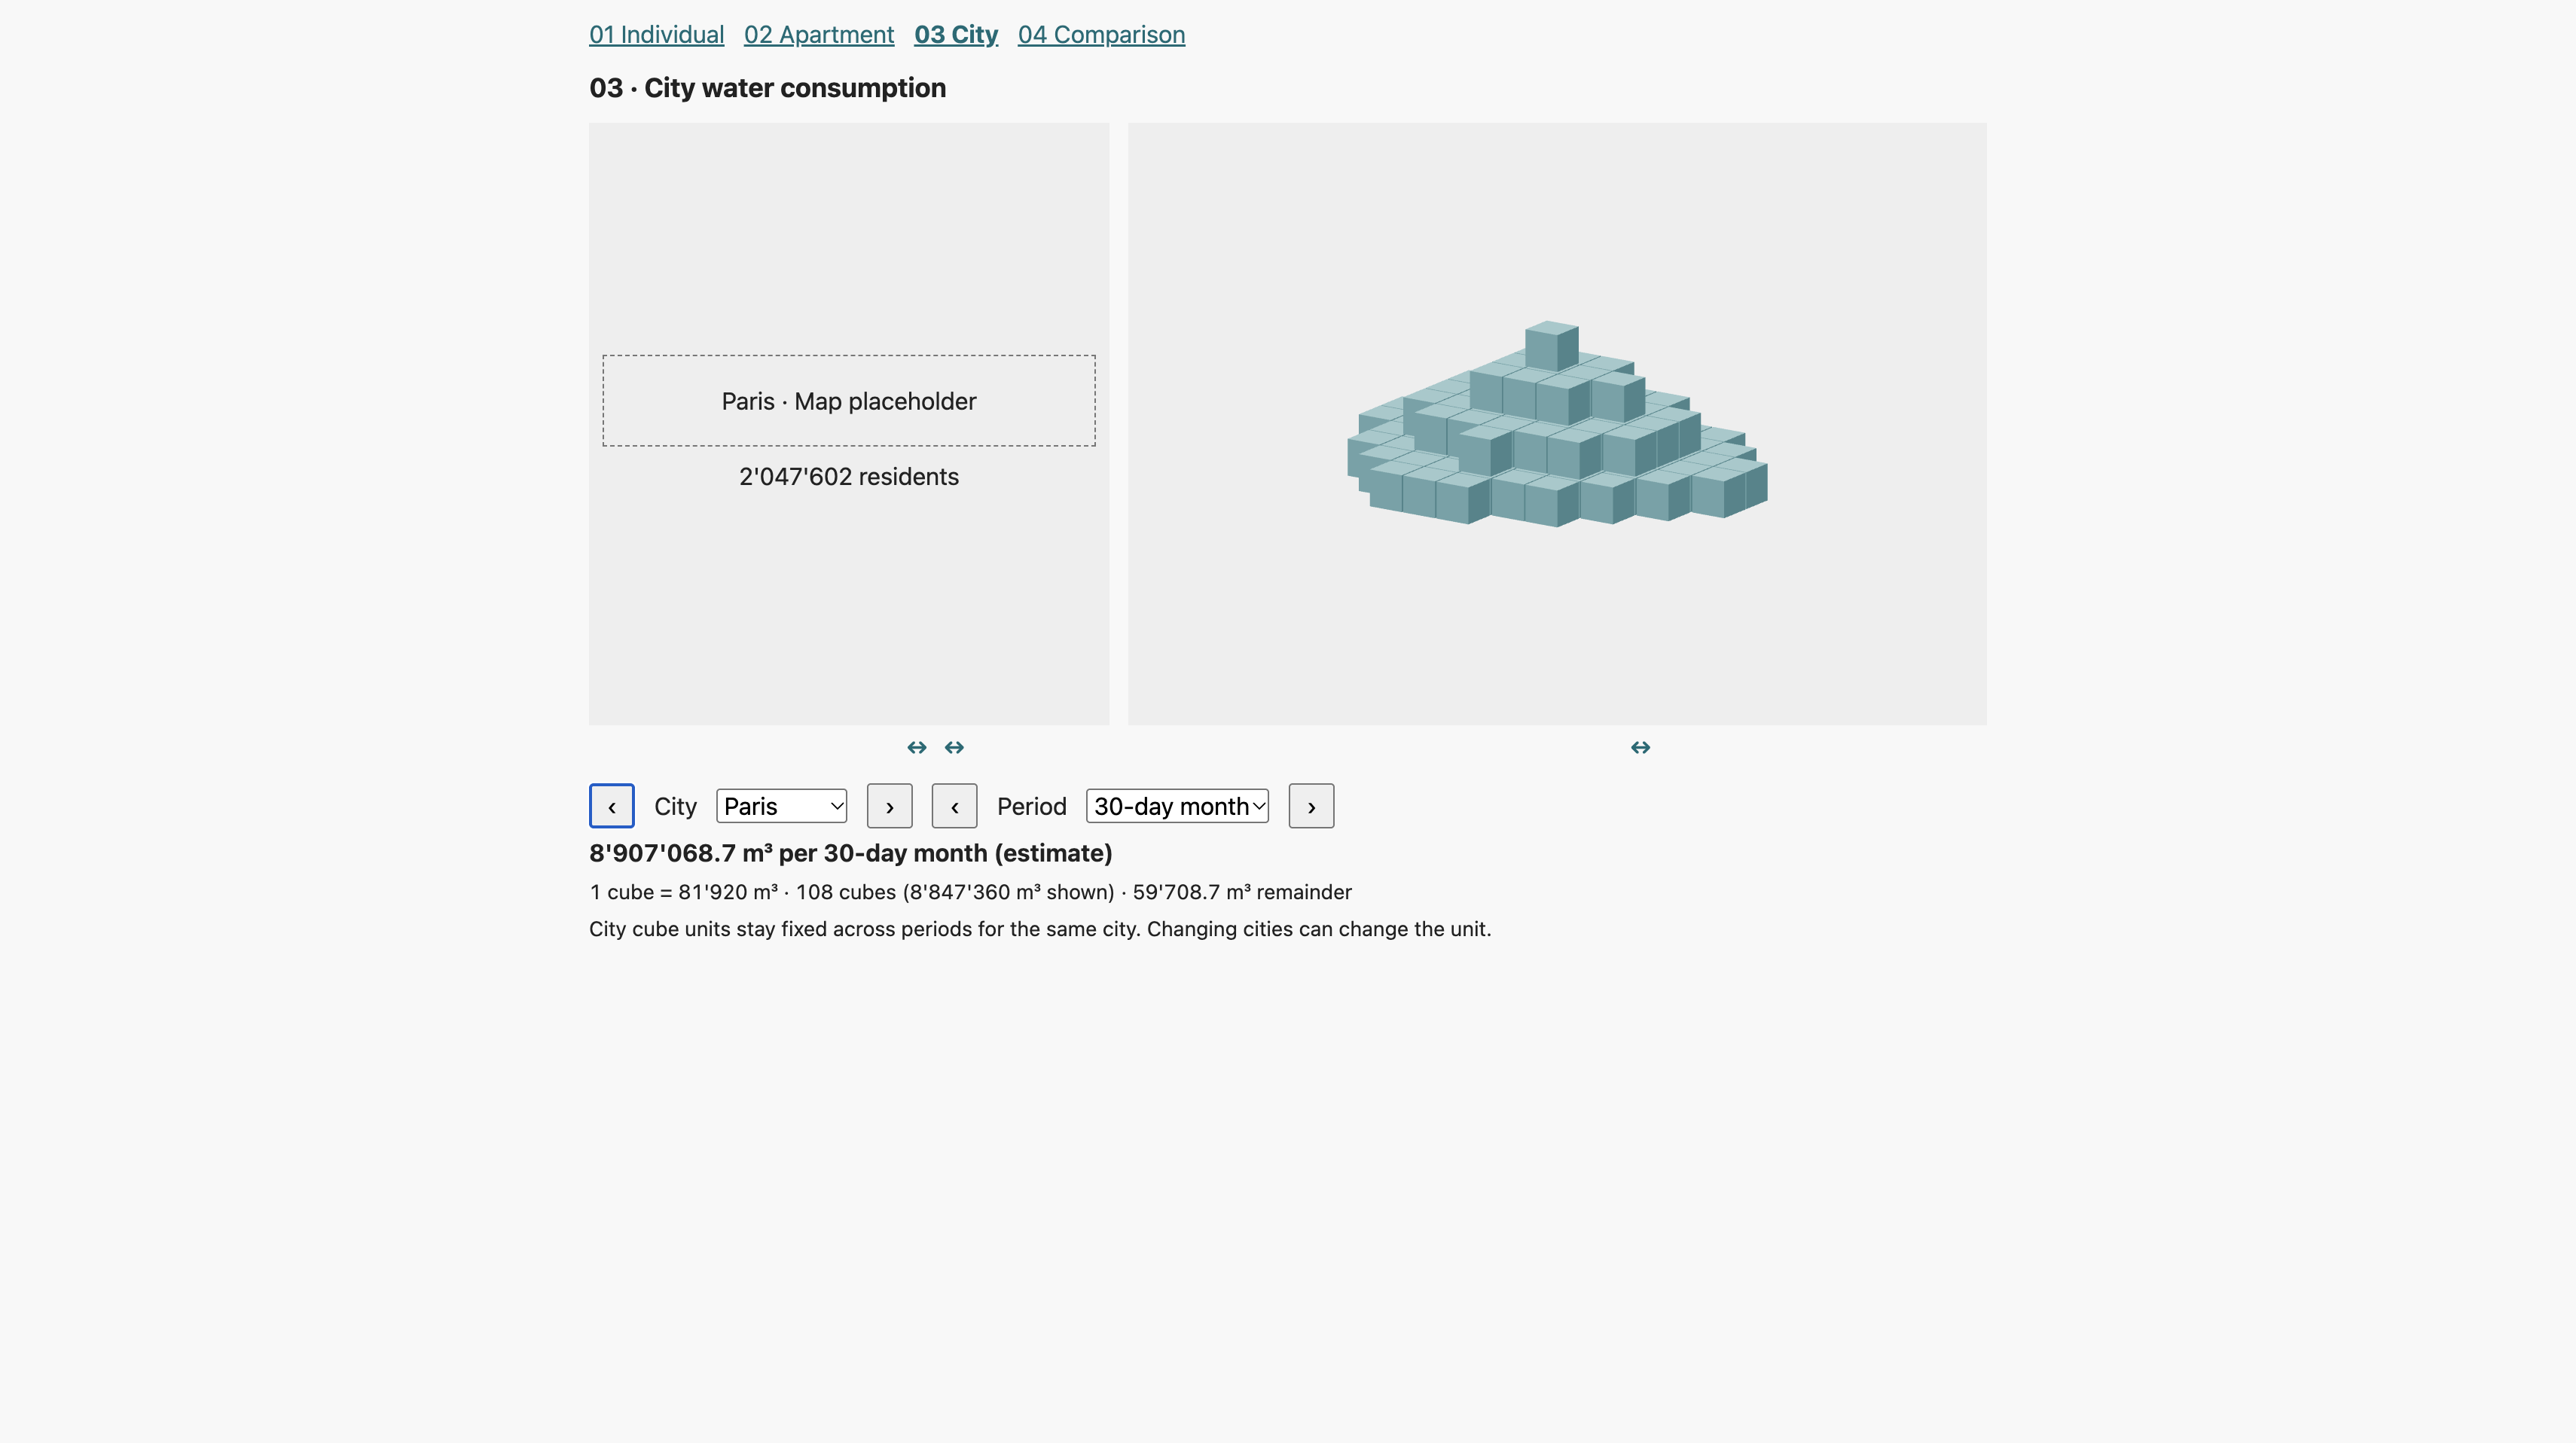 01 Individual 02 Apartment 03 City 04 Comparison
03 · City water consumption
Paris · Map placeholder
2'047'602 residents
↔ ↔ ↔
‹ City Paris › ‹ Period 30-day month ›
8'907'068.7 m³ per 30-day month (estimate)
1 cube = 81'920 m³ · 108 cubes (8'847'360 m³ shown) · 59'708.7 m³ remainder
City cube units stay fixed across periods for the same city. Changing cities can change the unit.